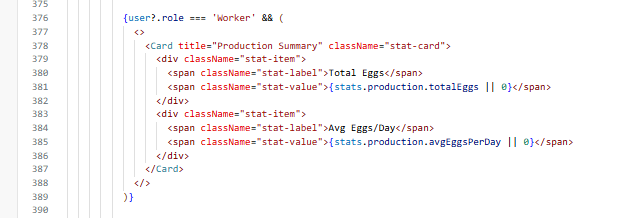 375
376 {user?.role === 'Worker' && (
377 <>
378 <Card title="Production Summary" className="stat-card">
379 <div className="stat-item">
380 <span className="stat-label">Total Eggs</span>
381 <span className="stat-value">{stats.production.totalEggs || 0}</span>
382 </div>
383 <div className="stat-item">
384 <span className="stat-label">Avg Eggs/Day</span>
385 <span className="stat-value">{stats.production.avgEggsPerDay || 0}</span>
386 </div>
387 </Card>
388 </>
389 )}
390